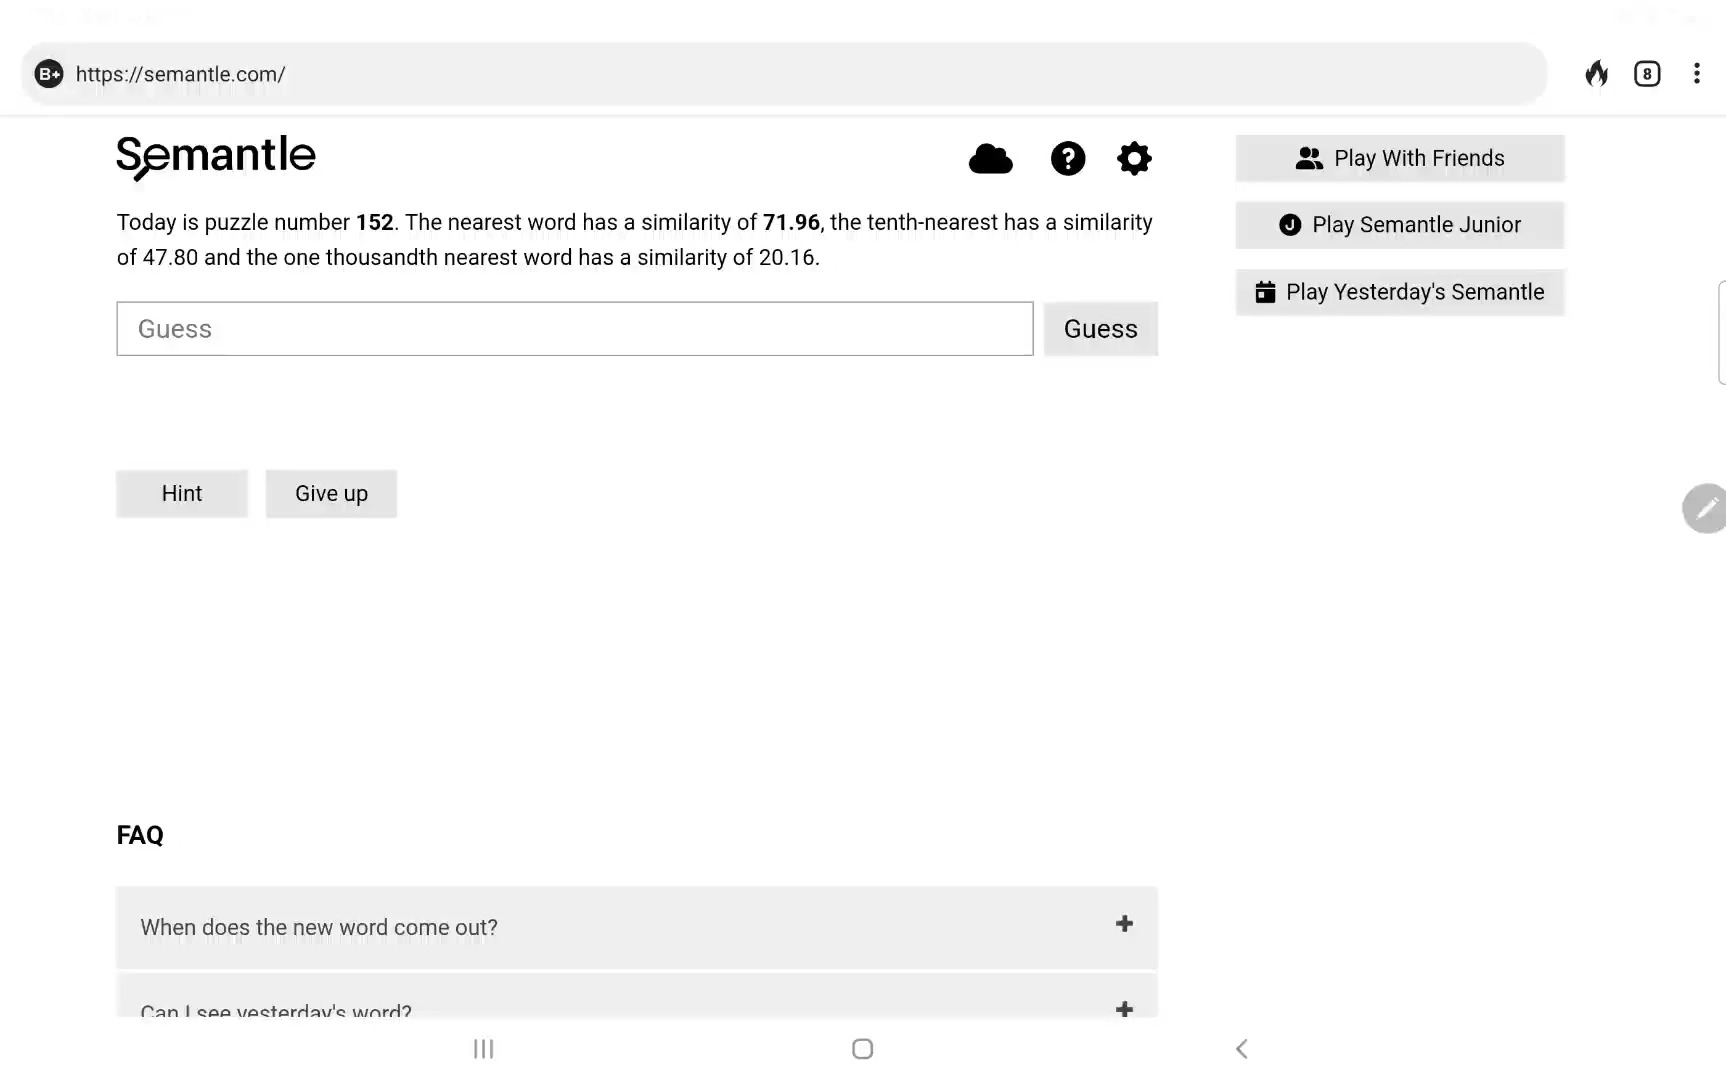 B+ https://semantle.com/
8
Semantle
?
Play With Friends
Today is puzzle number 152. The nearest word has a similarity of 71.96, the tenth-nearest has a similarity
of 47.80 and the one thousandth nearest word has a similarity of 20.16.
J Play Semantle Junior
Play Yesterday's Semantle
Guess
Guess
Hint
Give up
FAQ
When does the new word come out?
Can I see yesterday's word?